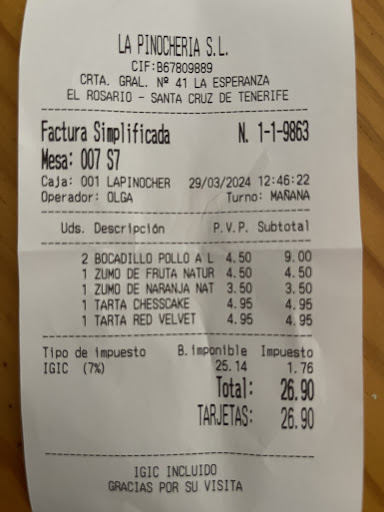 LA PINOCHERIA S.L.
CIF:B67809889
CRTA. GRAL. Nº 41 LA ESPERANZA
EL ROSARIO - SANTA CRUZ DE TENERIFE
Factura Simplificada N. 1-1-9863
Mesa: 007 S7
Caja: 001 LAPINOCHER 29/03/2024 12:46:22
Operador: OLGA Turno: MAÑANA
Uds. Descripción P.V.P. Subtotal
2 BOCADILLO POLLO A L 4.50 9.00
1 ZUMO DE FRUTA NATUR 4.50 4.50
1 ZUMO DE NARANJA NAT 3.50 3.50
1 TARTA CHESSCAKE 4.95 4.95
1 TARTA RED VELVET 4.95 4.95
Tipo de impuesto B.imponible Impuesto
IGIC (7%) 25.14 1.76
Total: 26.90
TARJETAS: 26.90
IGIC INCLUIDO
GRACIAS POR SU VISITA